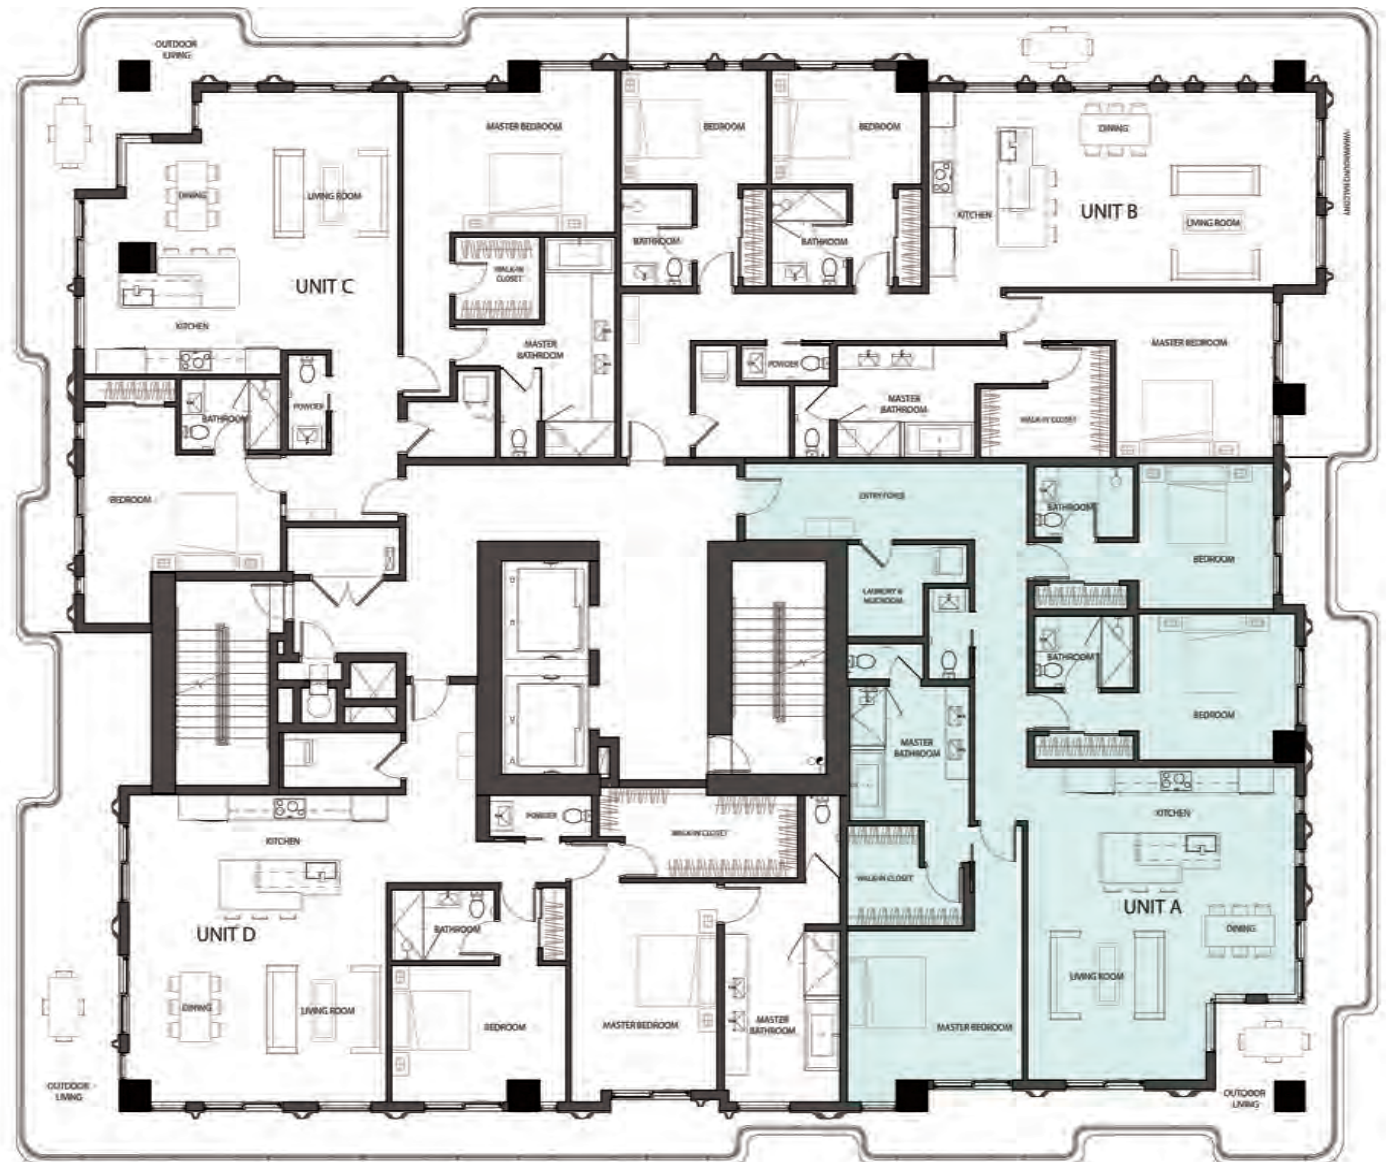 OUTDOOR
LIVING
MASTER BEDROOM
BEDROOM
BEDROOM
DINING
WRAPAROUND BALCONY
DINING
LIVING ROOM
KITCHEN
UNIT B
LIVING ROOM
BATHROOM
BATHROOM
WALK-IN
CLOSET
UNIT C
KITCHEN
MASTER
BATHROOM
MASTER BEDROOM
POWDER
MASTER
BATHROOM
WALK-IN CLOSET
BATHROOM
POWDER
BEDROOM
ENTRY FOYER
BATHROOM
BEDROOM
LAUNDRY &
MUDROOM
BATHROOM
BEDROOM
MASTER
BATHROOM
KITCHEN
POWDER
WALK-IN CLOSET
KITCHEN
WALK-IN CLOSET
UNIT A
UNIT D
BATHROOM
DINING
LIVING ROOM
DINING
LIVING ROOM
BEDROOM
MASTER BEDROOM
MASTER
BATHROOM
MASTER BEDROOM
OUTDOOR
LIVING
OUTDOOR
LIVING